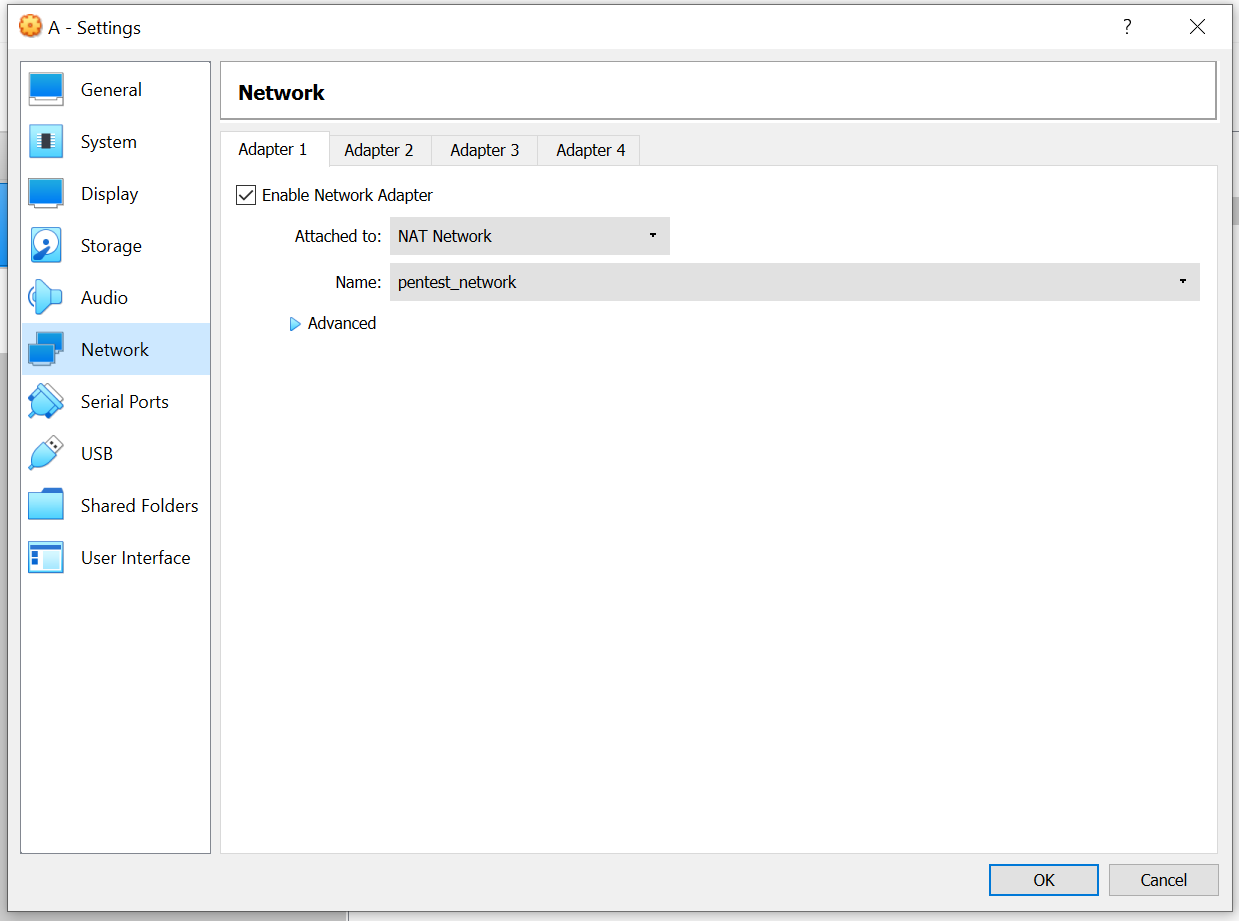 A - Settings
?
General
System
Display
Storage
Audio
Network
Serial Ports
USB
Shared Folders
User Interface
Network
Adapter 1 Adapter 2 Adapter 3 Adapter 4
Enable Network Adapter
Attached to: NAT Network
Name: pentest_network
Advanced
OK Cancel